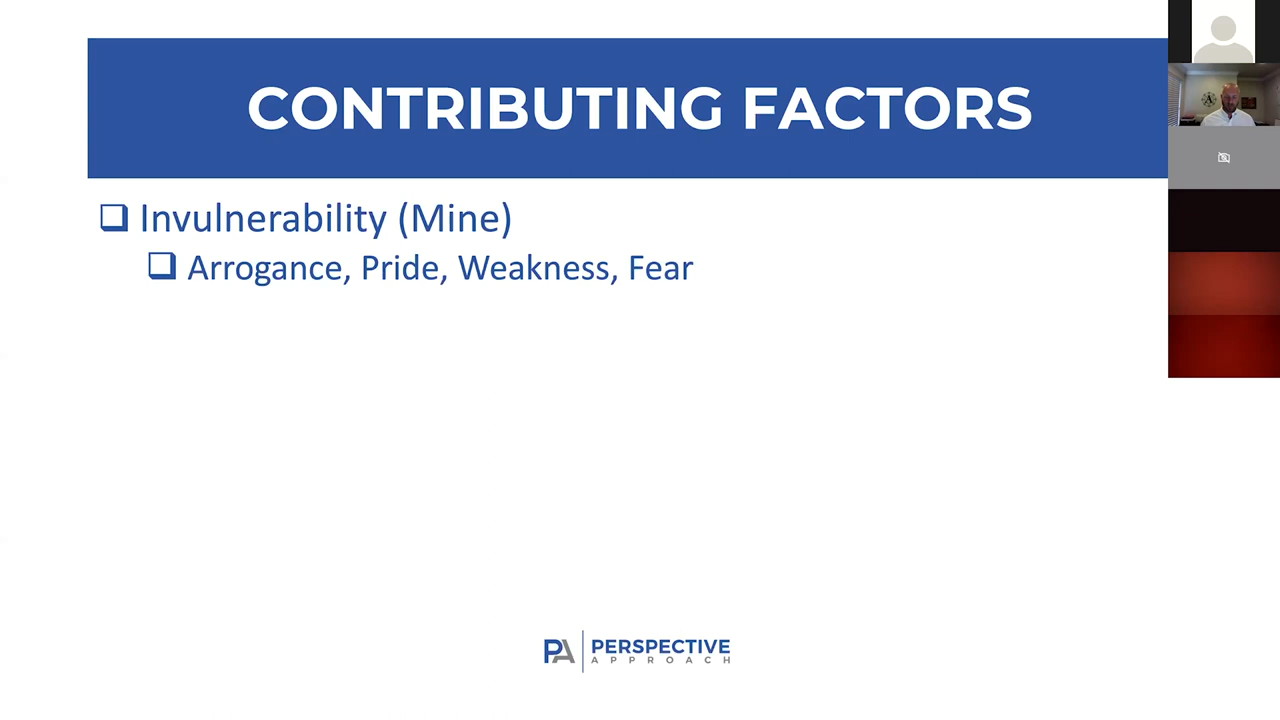 CONTRIBUTING FACTORS
Invulnerability (Mine)
Arrogance, Pride, Weakness, Fear
PA PERSPECTIVE
APPROACH